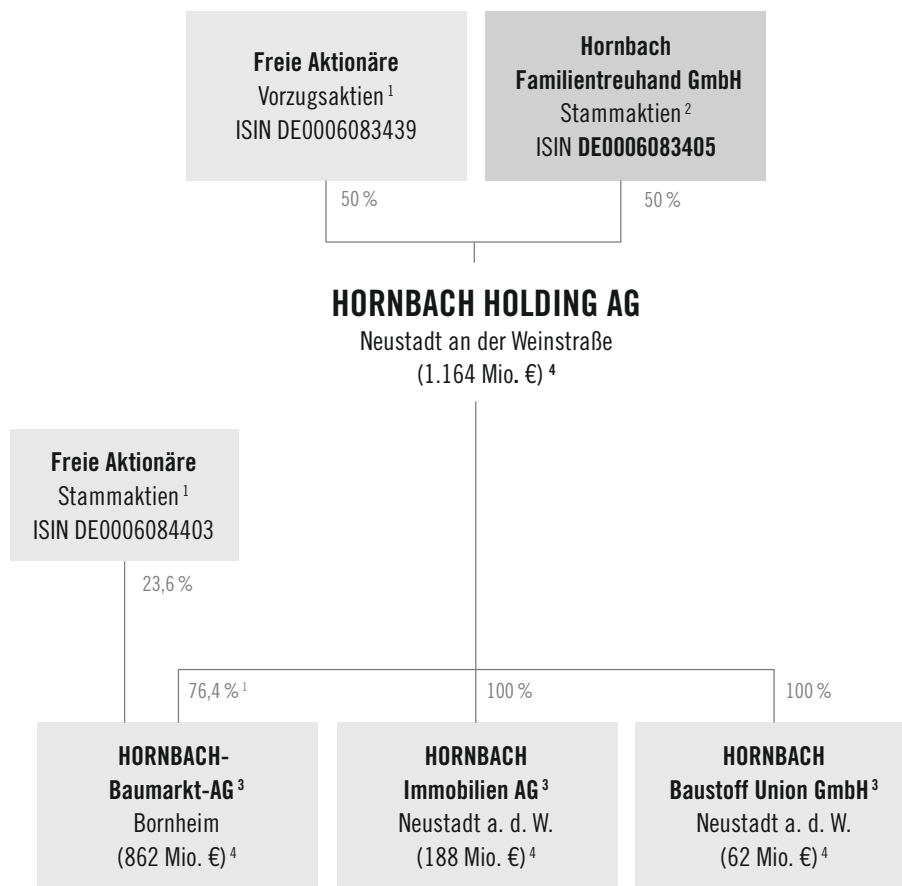 Freie Aktionäre
Vorzugsaktien ¹
ISIN DE0006083439
Hornbach
Familientreuhand GmbH
Stammaktien ²
ISIN DE0006083405
50 %
50 %
HORNBACH HOLDING AG
Neustadt an der Weinstraße
(1.164 Mio. €) ⁴
Freie Aktionäre
Stammaktien ¹
ISIN DE0006084403
23,6 %
76,4 % ¹
100 %
100 %
HORNBACH-
Baumarkt-AG ³
Bornheim
(862 Mio. €) ⁴
HORNBACH
Immobilien AG ³
Neustadt a. d. W.
(188 Mio. €) ⁴
HORNBACH
Baustoff Union GmbH ³
Neustadt a. d. W.
(62 Mio. €) ⁴